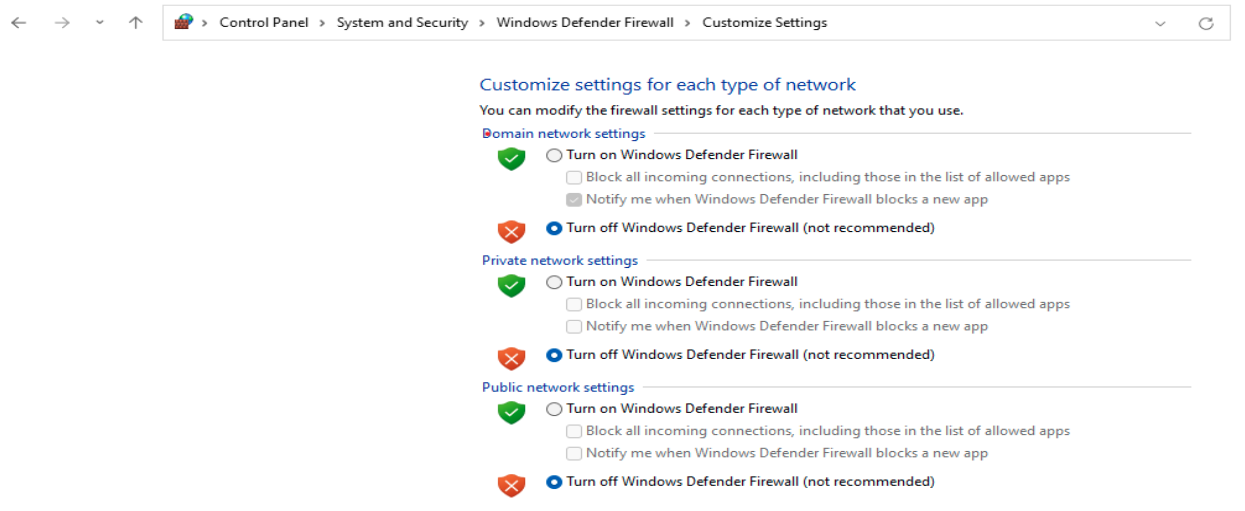 Control Panel > System and Security > Windows Defender Firewall > Customize Settings
Customize settings for each type of network
You can modify the firewall settings for each type of network that you use.
Domain network settings
Turn on Windows Defender Firewall
Block all incoming connections, including those in the list of allowed apps
Notify me when Windows Defender Firewall blocks a new app
Turn off Windows Defender Firewall (not recommended)
Private network settings
Turn on Windows Defender Firewall
Block all incoming connections, including those in the list of allowed apps
Notify me when Windows Defender Firewall blocks a new app
Turn off Windows Defender Firewall (not recommended)
Public network settings
Turn on Windows Defender Firewall
Block all incoming connections, including those in the list of allowed apps
Notify me when Windows Defender Firewall blocks a new app
Turn off Windows Defender Firewall (not recommended)